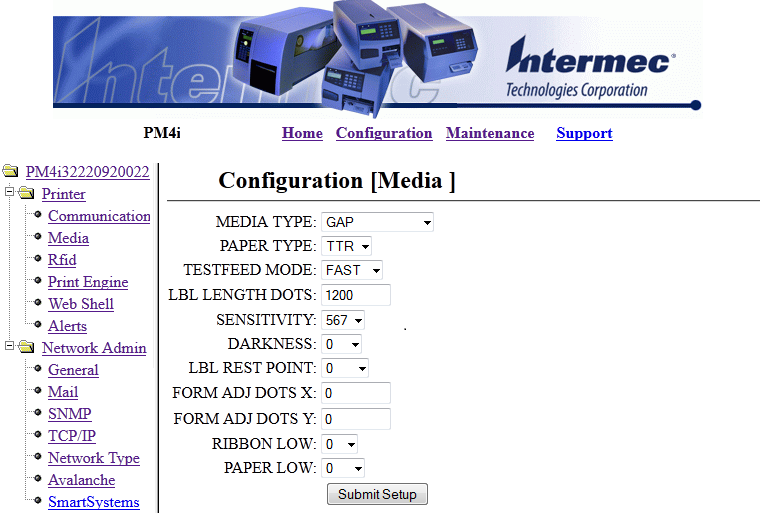 Intermec
Intermec®
Technologies Corporation
PM4i Home Configuration Maintenance Support
PM4i32220920022
Printer
Communication
Media
Rfid
Print Engine
Web Shell
Alerts
Network Admin
General
Mail
SNMP
TCP/IP
Network Type
Avalanche
SmartSystems
Configuration [Media ]
MEDIA TYPE: GAP
PAPER TYPE: TTR
TESTFEED MODE: FAST
LBL LENGTH DOTS: 1200
SENSITIVITY: 567
.
DARKNESS: 0
LBL REST POINT: 0
FORM ADJ DOTS X: 0
FORM ADJ DOTS Y: 0
RIBBON LOW: 0
PAPER LOW: 0
Submit Setup